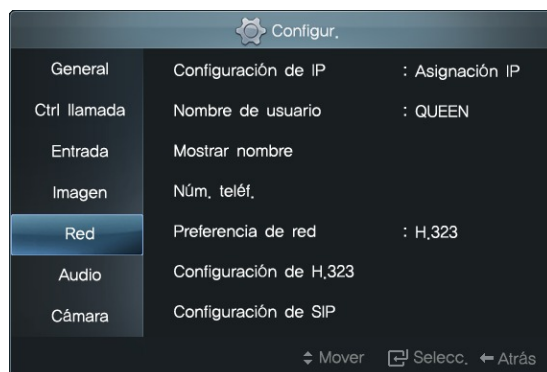 Configur.
General
Ctrl llamada
Entrada
Imagen
Red
Audio
Cámara
Configuración de IP : Asignación IP
Nombre de usuario : QUEEN
Mostrar nombre
Núm. teléf.
Preferencia de red : H.323
Configuración de H.323
Configuración de SIP
Mover Selecc. Atrás